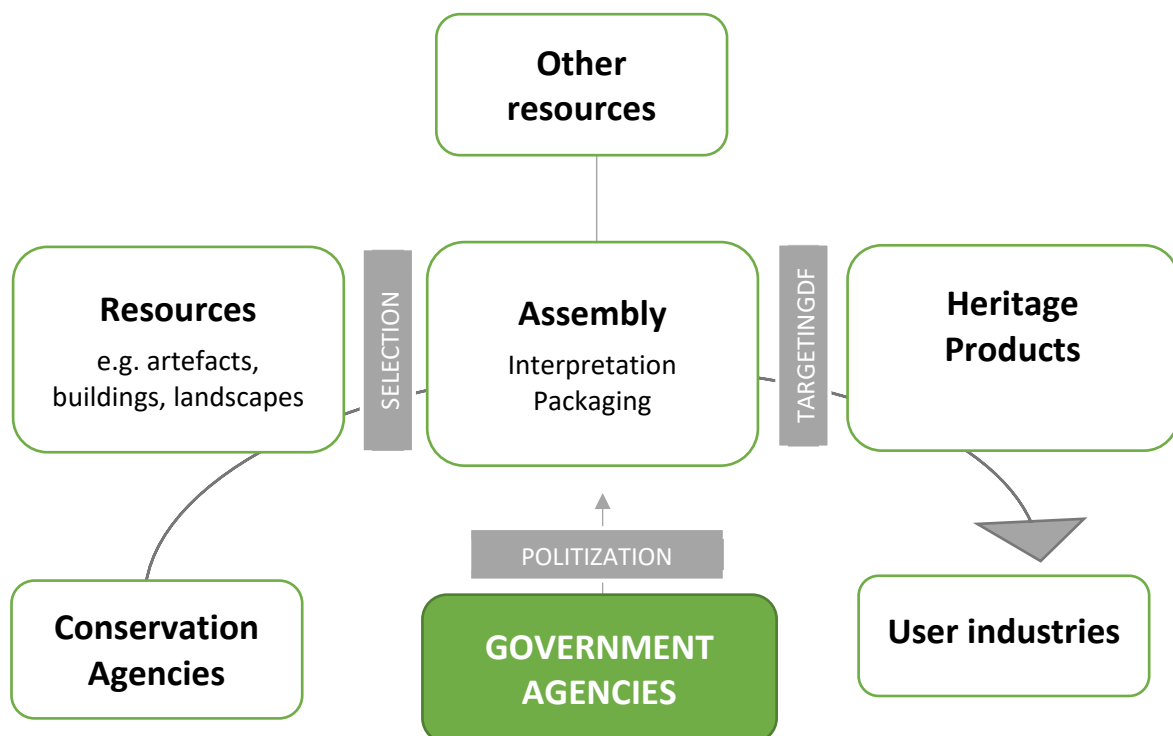 Other
resources
Resources
e.g. artefacts,
buildings, landscapes
SELECTION
Assembly
Interpretation
Packaging
TARGETINGDF
Heritage
Products
POLITIZATION
Conservation
Agencies
GOVERNMENT
AGENCIES
User industries